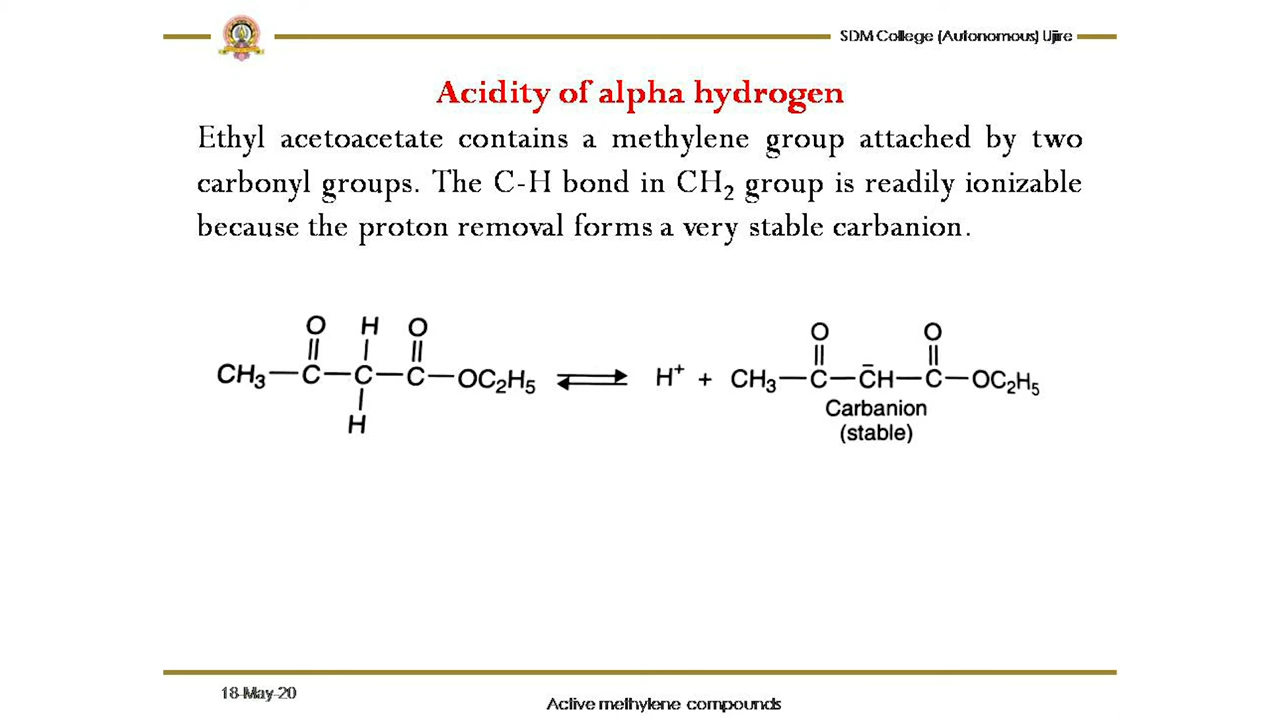 SDM College (Autonomous) Ujire
Acidity of alpha hydrogen
Ethyl acetoacetate contains a methylene group attached by two
carbonyl groups. The C-H bond in CH₂ group is readily ionizable
because the proton removal forms a very stable carbanion.
O H O
CH₃—C—C—C—OC₂H₅ ⇌ H⁺ + CH₃—C—C̄H—C—OC₂H₅
H
O O
Carbanion
(stable)
18-May-20
Active methylene compounds